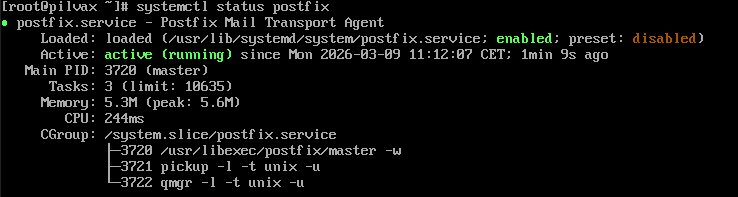 [root@pilvax ~]# systemctl status postfix
● postfix.service - Postfix Mail Transport Agent
     Loaded: loaded (/usr/lib/systemd/system/postfix.service; enabled; preset: disabled)
     Active: active (running) since Mon 2026-03-09 11:12:07 CET; 1min 9s ago
   Main PID: 3720 (master)
      Tasks: 3 (limit: 10635)
     Memory: 5.3M (peak: 5.6M)
        CPU: 244ms
     CGroup: /system.slice/postfix.service
             ├─3720 /usr/libexec/postfix/master -w
             ├─3721 pickup -l -t unix -u
             └─3722 qmgr -l -t unix -u